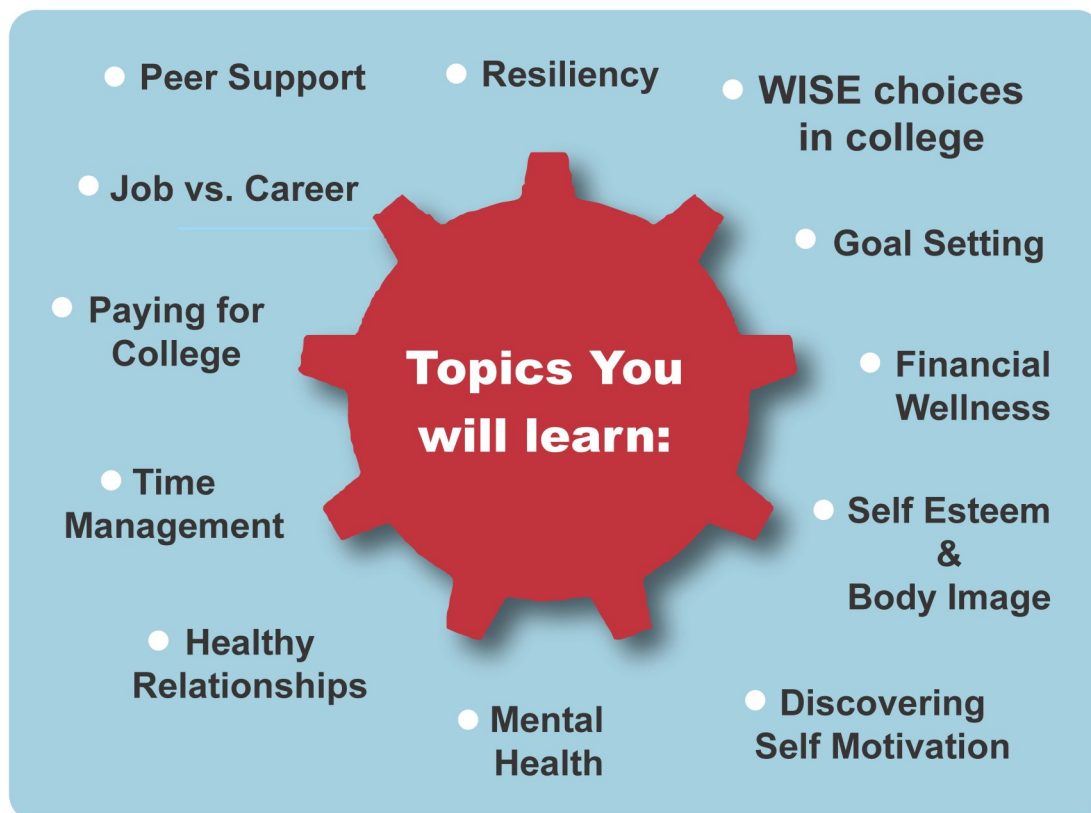 Peer Support
Resiliency
WISE choices
in college
Job vs. Career
Goal Setting
Paying for
College
Topics You
will learn:
Financial
Wellness
Time
Management
Self Esteem
&
Body Image
Healthy
Relationships
Mental
Health
Discovering
Self Motivation